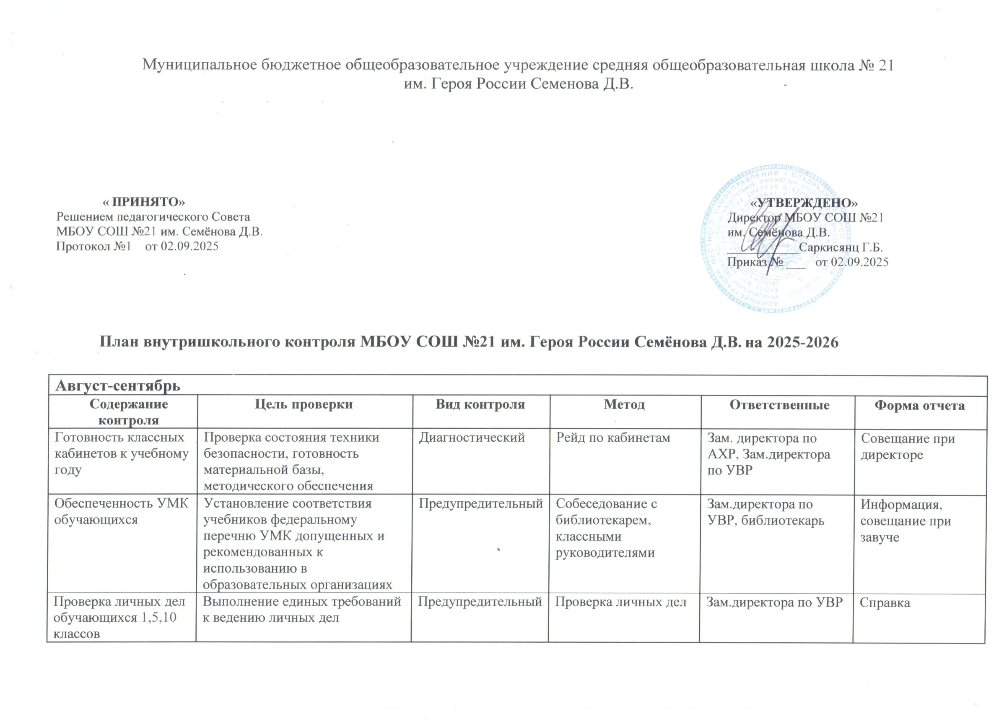 Муниципальное бюджетное общеобразовательное учреждение средняя общеобразовательная школа № 21
им. Героя России Семенова Д.В.
« ПРИНЯТО»
Решением педагогического Совета
МБОУ СОШ №21 им. Семёнова Д.В.
Протокол №1 от 02.09.2025
«УТВЕРЖДЕНО»
Директор МБОУ СОШ №21
им. Семёнова Д.В.
___________Саркисянц Г.Б.
Приказ № ___ от 02.09.2025
План внутришкольного контроля МБОУ СОШ №21 им. Героя России Семёнова Д.В. на 2025-2026
Август-сентябрь
Содержание
контроля
Цель проверки
Вид контроля
Метод
Ответственные
Форма отчета
Готовность классных
кабинетов к учебному
году
Проверка состояния техники
безопасности, готовность
материальной базы,
методического обеспечения
Диагностический
Рейд по кабинетам
Зам. директора по
АХР, Зам.директора
по УВР
Совещание при
директоре
Обеспеченность УМК
обучающихся
Установление соответствия
учебников федеральному
перечню УМК допущенных и
рекомендованных к
использованию в
образовательных организациях
Предупредительный
Собеседование с
библиотекарем,
классными
руководителями
Зам.директора по
УВР, библиотекарь
Информация,
совещание при
завуче
Проверка личных дел
обучающихся 1,5,10
классов
Выполнение единых требований
к ведению личных дел
Предупредительный
Проверка личных дел
Зам.директора по УВР
Справка